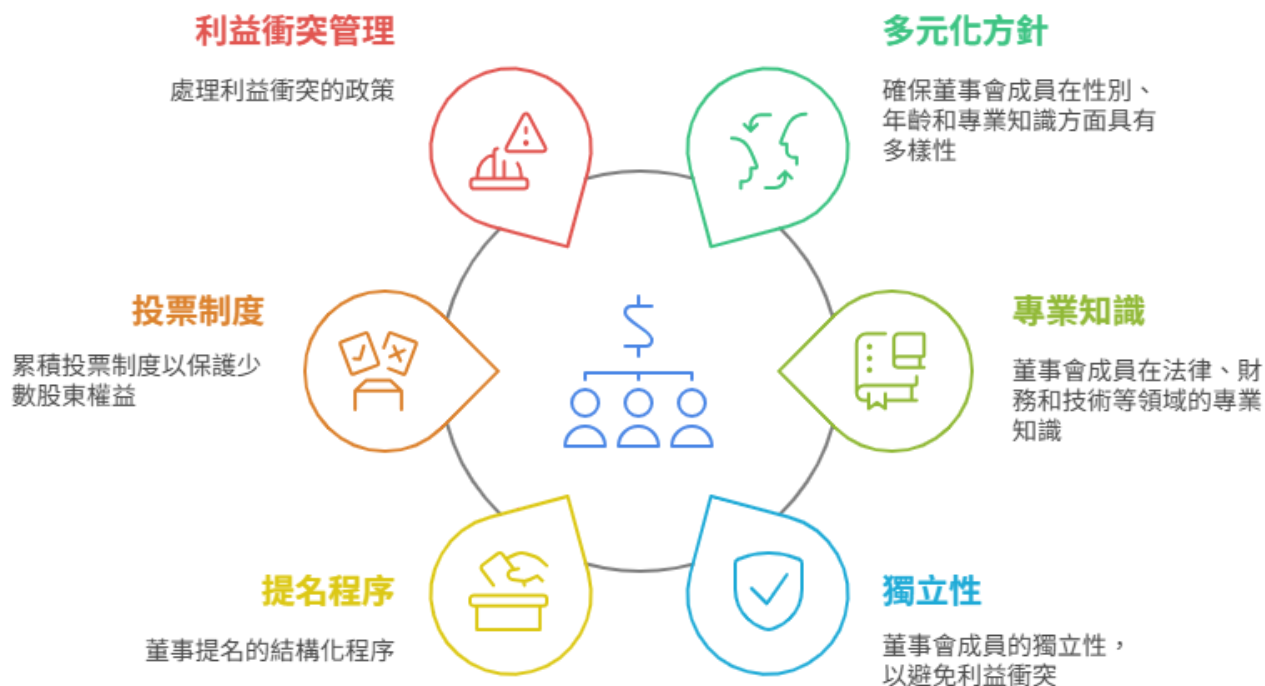 利益衝突管理
處理利益衝突的政策
多元化方針
確保董事會成員在性別、
年齡和專業知識方面具有
多樣性
投票制度
累積投票制度以保護少
數股東權益
專業知識
董事會成員在法律、財
務和技術等領域的專業
知識
提名程序
董事提名的結構化程序
獨立性
董事會成員的獨立性，
以避免利益衝突